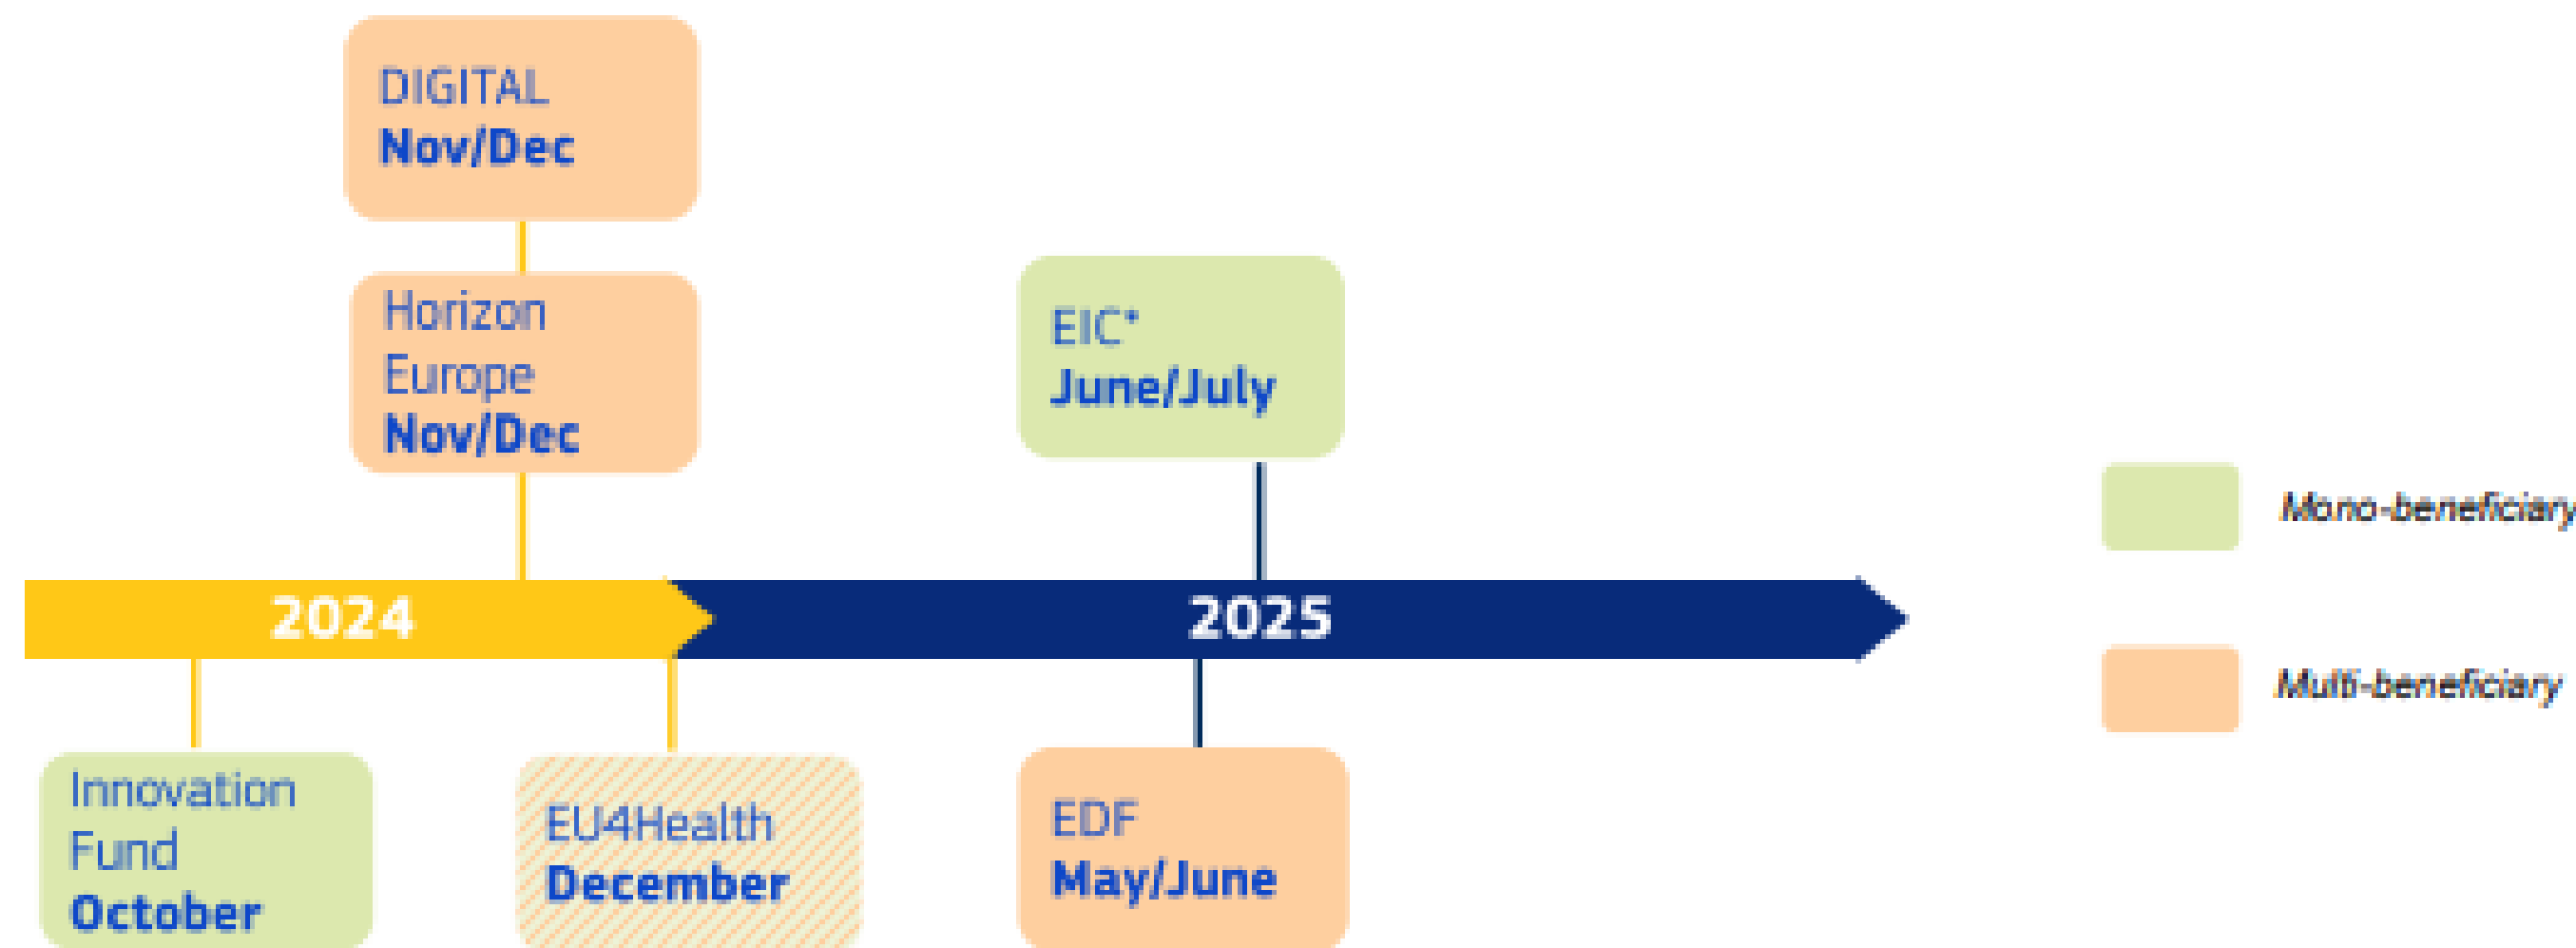 DIGITAL
Nov/Dec
Horizon
Europe
Nov/Dec
EIC*
June/July
Mono-beneficiary
2024
2025
Multi-beneficiary
Innovation
Fund
October
EU4Health
December
EDF
May/June